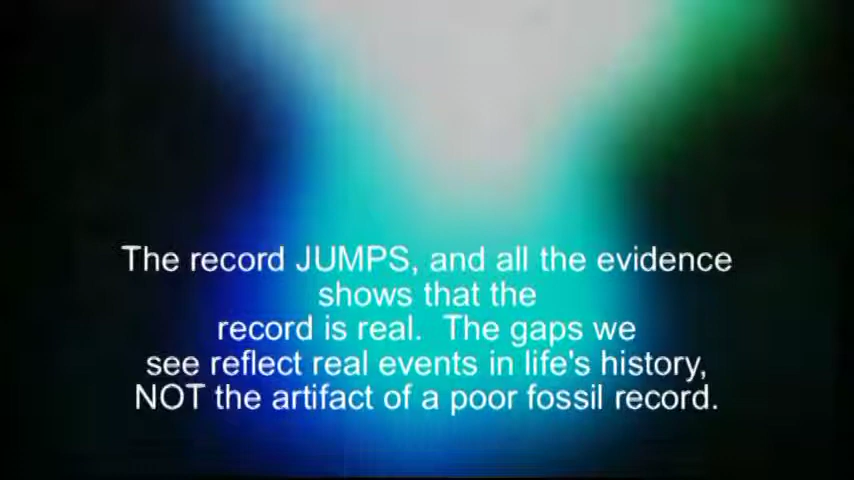 The record JUMPS, and all the evidence
shows that the
record is real.  The gaps we
see reflect real events in life's history,
NOT the artifact of a poor fossil record.